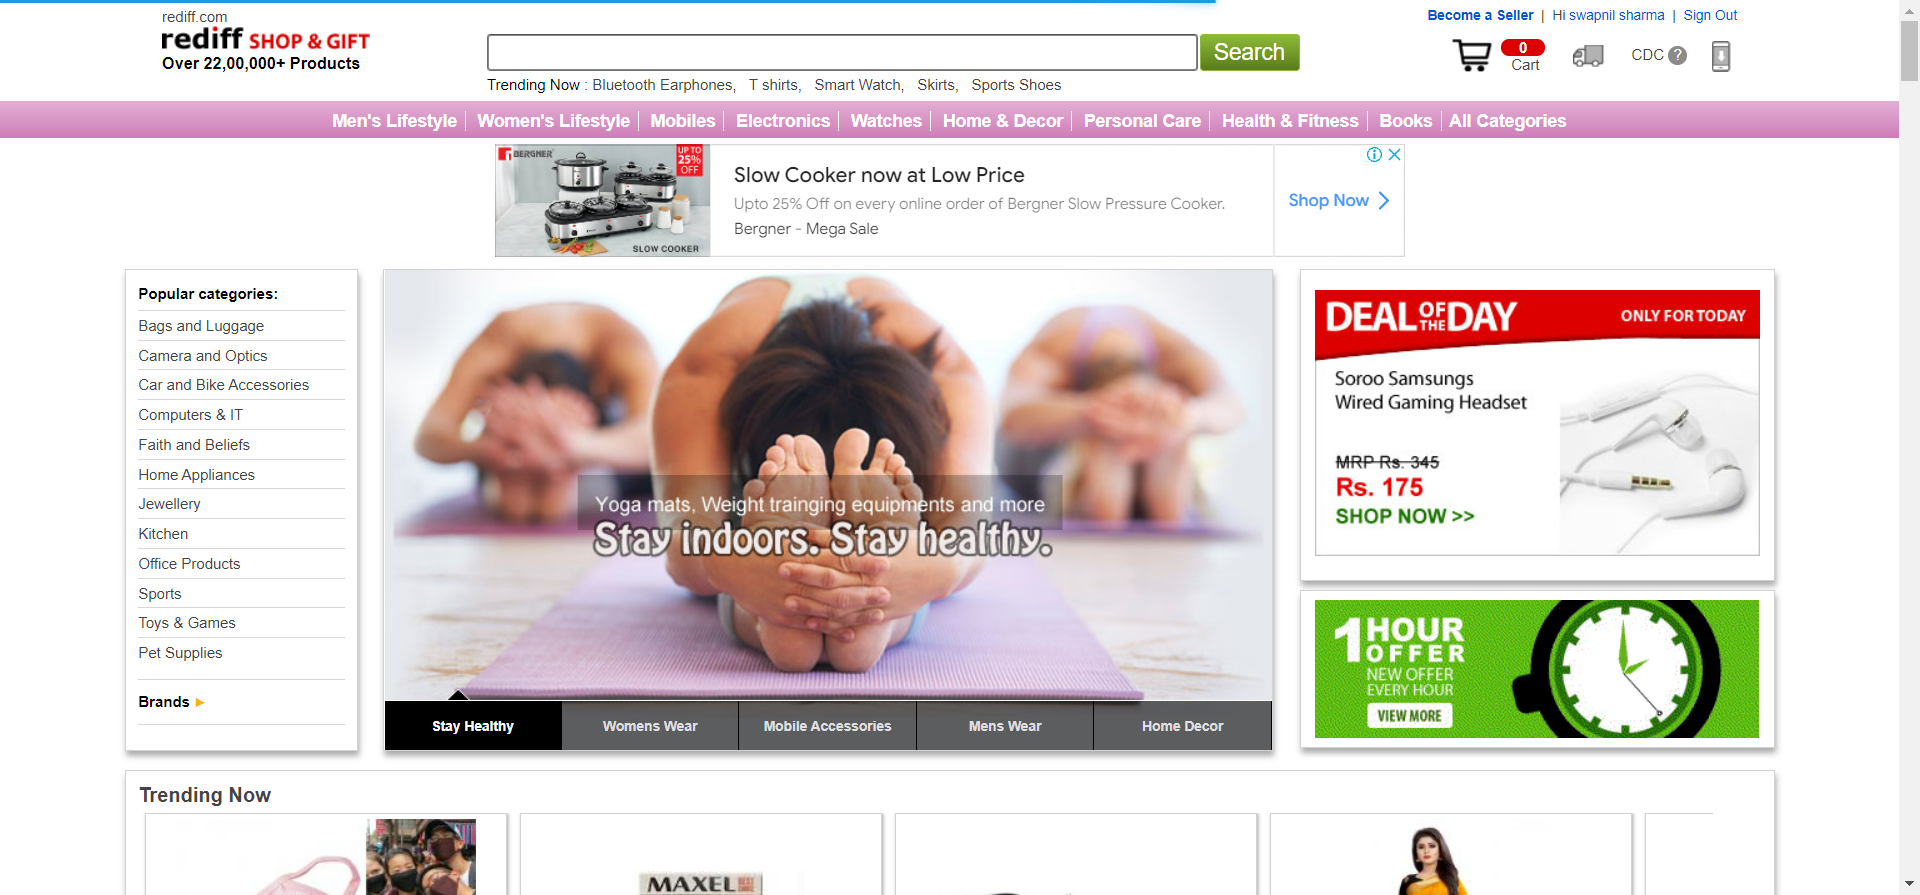 rediff.com
rediff SHOP & GIFT
Over 22,00,000+ Products
Search
Trending Now : Bluetooth Earphones, T shirts, Smart Watch, Skirts, Sports Shoes
Become a Seller | Hi swapnil sharma | Sign Out
0
Cart
CDC ?
Men's Lifestyle | Women's Lifestyle | Mobiles | Electronics | Watches | Home & Decor | Personal Care | Health & Fitness | Books | All Categories
BERGNER
UP TO
25%
OFF
SLOW COOKER
Slow Cooker now at Low Price
Upto 25% Off on every online order of Bergner Slow Pressure Cooker.
Bergner - Mega Sale
Shop Now
Popular categories:
Bags and Luggage
Camera and Optics
Car and Bike Accessories
Computers & IT
Faith and Beliefs
Home Appliances
Jewellery
Kitchen
Office Products
Sports
Toys & Games
Pet Supplies
Brands
Yoga mats, Weight trainging equipments and more
Stay indoors. Stay healthy.
Stay Healthy
Womens Wear
Mobile Accessories
Mens Wear
Home Decor
DEAL OF THE DAY
ONLY FOR TODAY
Soroo Samsungs
Wired Gaming Headset
MRP Rs. 345
Rs. 175
SHOP NOW >>
1 HOUR
OFFER
NEW OFFER
EVERY HOUR
VIEW MORE
Trending Now
MAXEL